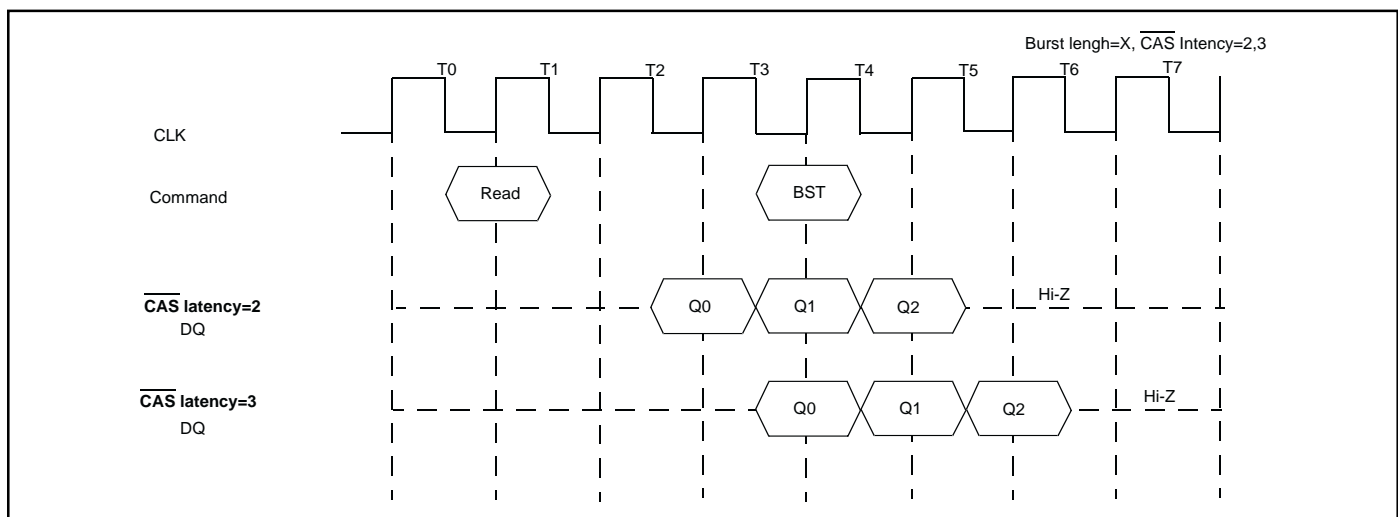 Burst lengh=X, CAS Intency=2,3
T0 T1 T2 T3 T4 T5 T6 T7
CLK
Command Read BST
CAS latency=2
DQ
Q0 Q1 Q2 Hi-Z
CAS latency=3
DQ
Q0 Q1 Q2 Hi-Z